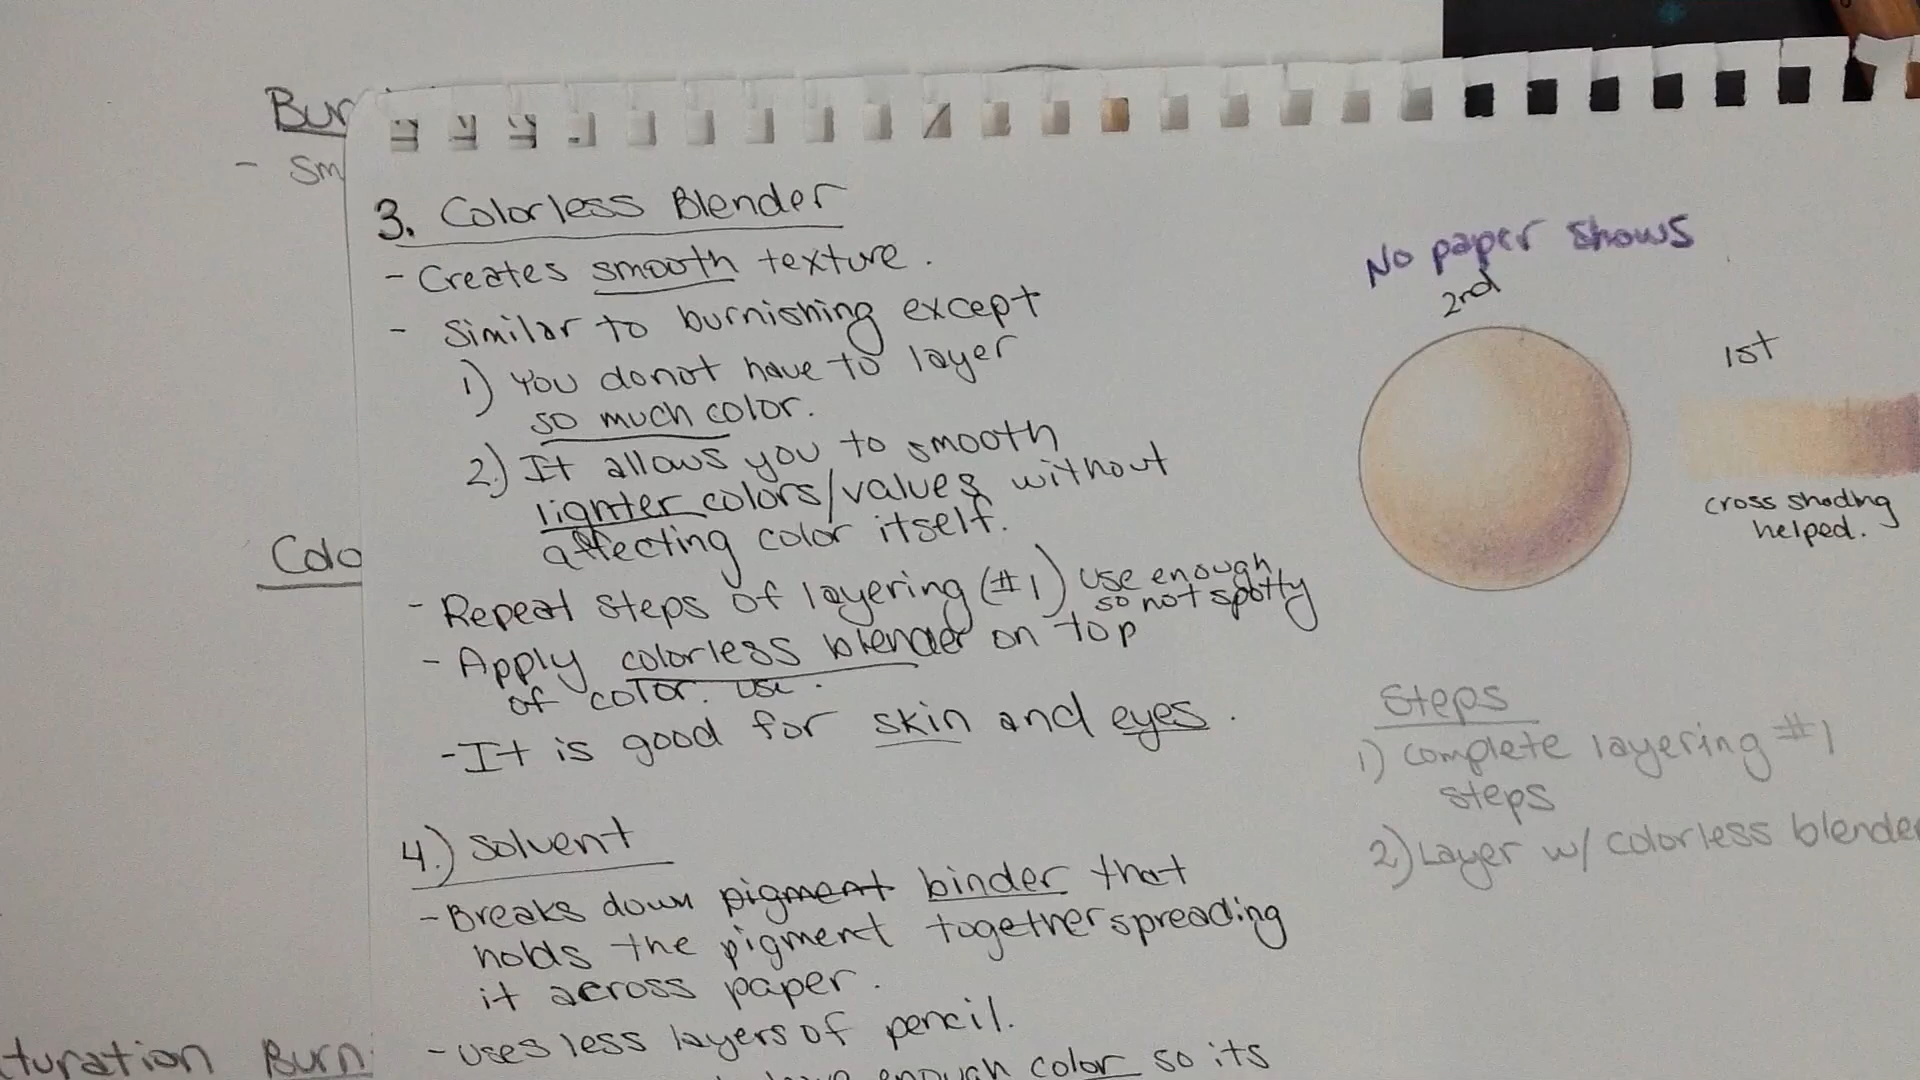 Bur
- Sm
3. Colorless Blender
- Creates smooth texture.
- Similar to burnishing except
1) You do not have to layer
so much color.
2.) It allows you to smooth
lighter colors/values without
affecting color itself.
- Repeat steps of layering (#1) use enough
so not spotty
- Apply colorless blender on top
of color. use.
- It is good for skin and eyes.
4.) Solvent
- Breaks down pigment binder that
holds the pigment together spreading
it across paper.
- uses less layers of pencil.
enough color so its
No paper shows
2nd
1st
cross shading
helped.
Steps
1) Complete layering #1
steps
2) Layer w/ colorless blende
Colo
turation Burn